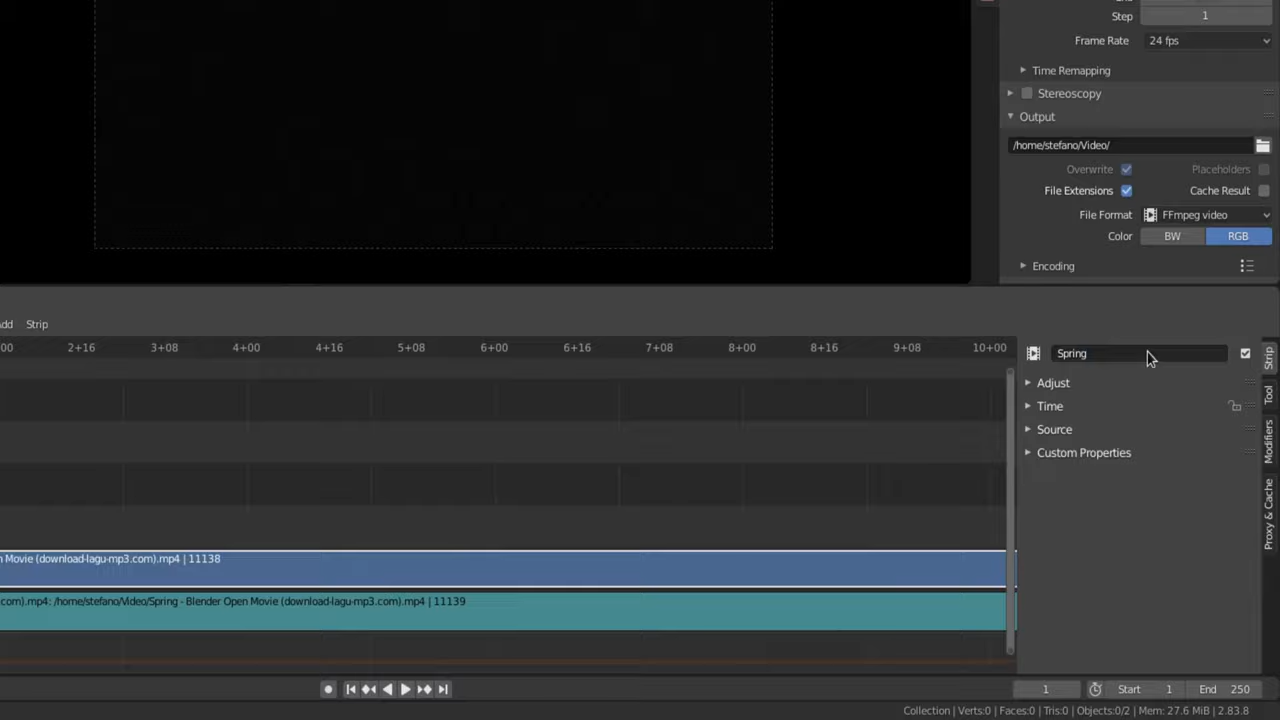 Step 1
Frame Rate 24 fps
Time Remapping
Stereoscopy
Output
/home/stefano/Video/
Overwrite Placeholders
File Extensions Cache Result
File Format FFmpeg video
Color BW RGB
Encoding
Strip
00 2+16 3+08 4+00 4+16 5+08 6+00 6+16 7+08 8+00 8+16 9+08 10+00
Spring
Adjust
Time
Source
Custom Properties
Strip
Tool
Modifiers
Proxy & Cache
Movie (download-lagu-mp3.com).mp4 | 11138
com).mp4: /home/stefano/Video/Spring - Blender Open Movie (download-lagu-mp3.com).mp4 | 11139
1 Start 1 End 250
Collection | Verts:0 | Faces:0 | Tris:0 | Objects:0/2 | Mem: 27.6 MiB | 2.83.8